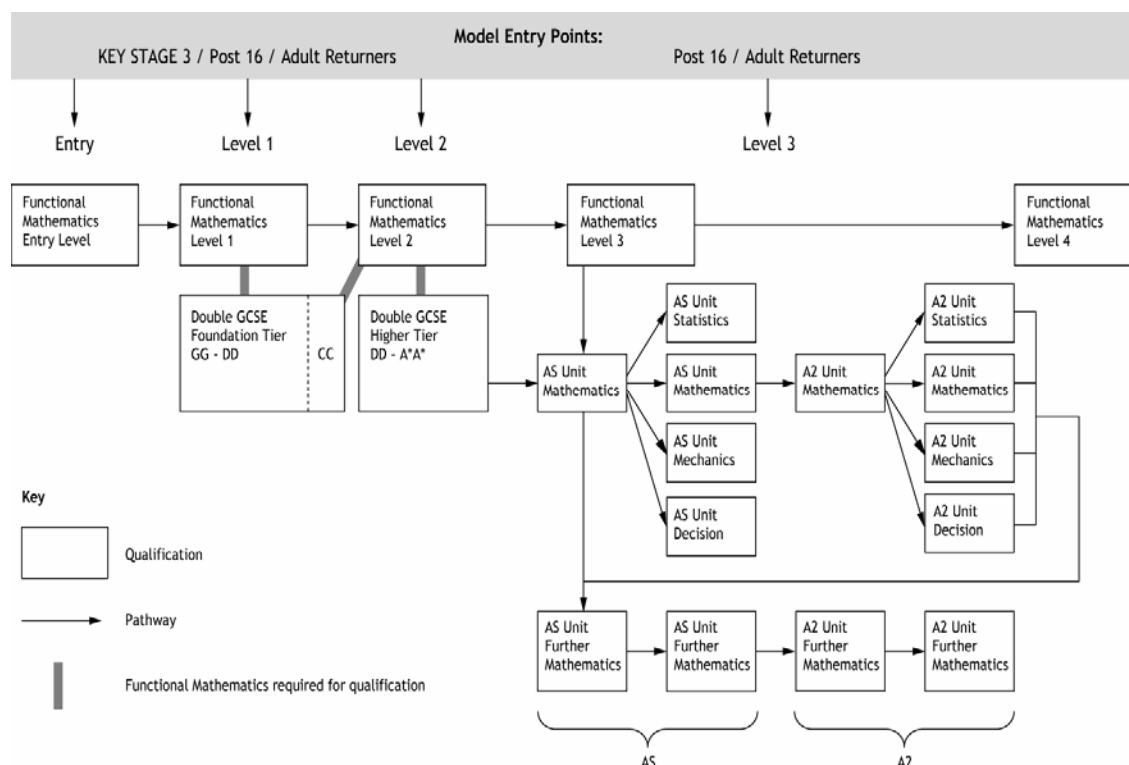 Model Entry Points:
KEY STAGE 3 / Post 16 / Adult Returners
Post 16 / Adult Returners
Entry
Level 1
Level 2
Level 3
Functional
Mathematics
Entry Level
Functional
Mathematics
Level 1
Functional
Mathematics
Level 2
Functional
Mathematics
Level 3
Functional
Mathematics
Level 4
Double GCSE
Foundation Tier
GG - DD
CC
Double GCSE
Higher Tier
DD - A*A*
AS Unit
Mathematics
AS Unit
Statistics
AS Unit
Mathematics
AS Unit
Mechanics
AS Unit
Decision
A2 Unit
Mathematics
A2 Unit
Statistics
A2 Unit
Mathematics
A2 Unit
Mechanics
A2 Unit
Decision
Key
Qualification
Pathway
Functional Mathematics required for qualification
AS Unit
Further
Mathematics
AS Unit
Further
Mathematics
A2 Unit
Further
Mathematics
A2 Unit
Further
Mathematics
AS
A2